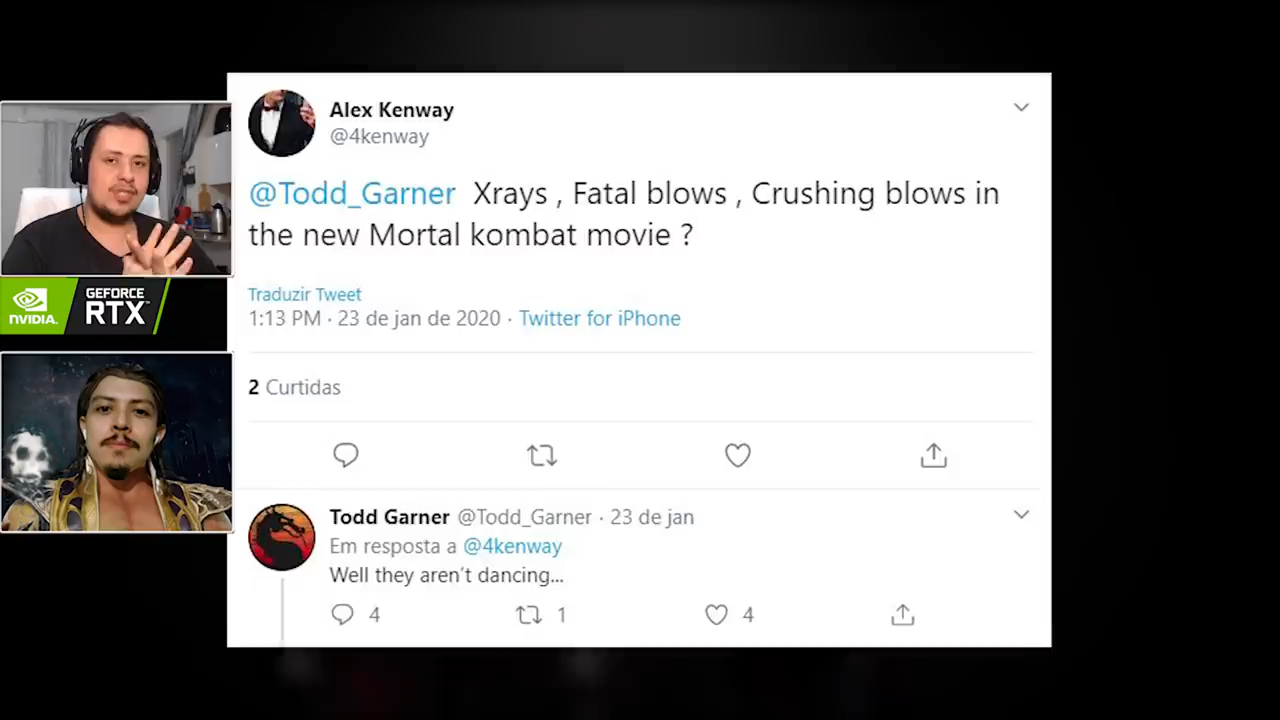 Alex Kenway
@4kenway
@Todd_Garner Xrays , Fatal blows , Crushing blows in
the new Mortal kombat movie ?
Traduzir Tweet
1:13 PM · 23 de jan de 2020 · Twitter for iPhone
2 Curtidas
Todd Garner @Todd_Garner · 23 de jan
Em resposta a @4kenway
Well they aren't dancing...
4 1 4
NVIDIA.
GEFORCE
RTX™